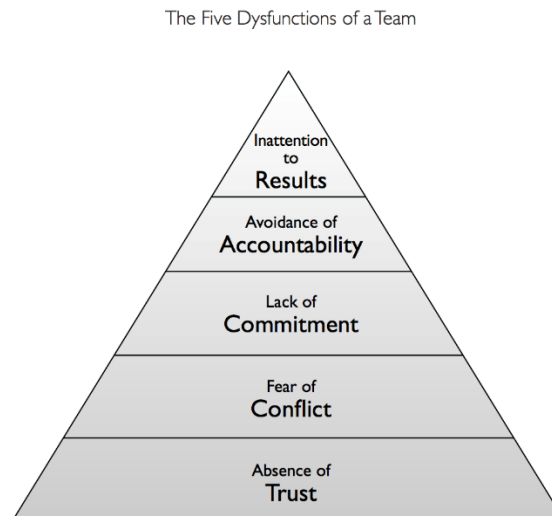 The Five Dysfunctions of a Team
Inattention
to
Results
Avoidance of
Accountability
Lack of
Commitment
Fear of
Conflict
Absence of
Trust